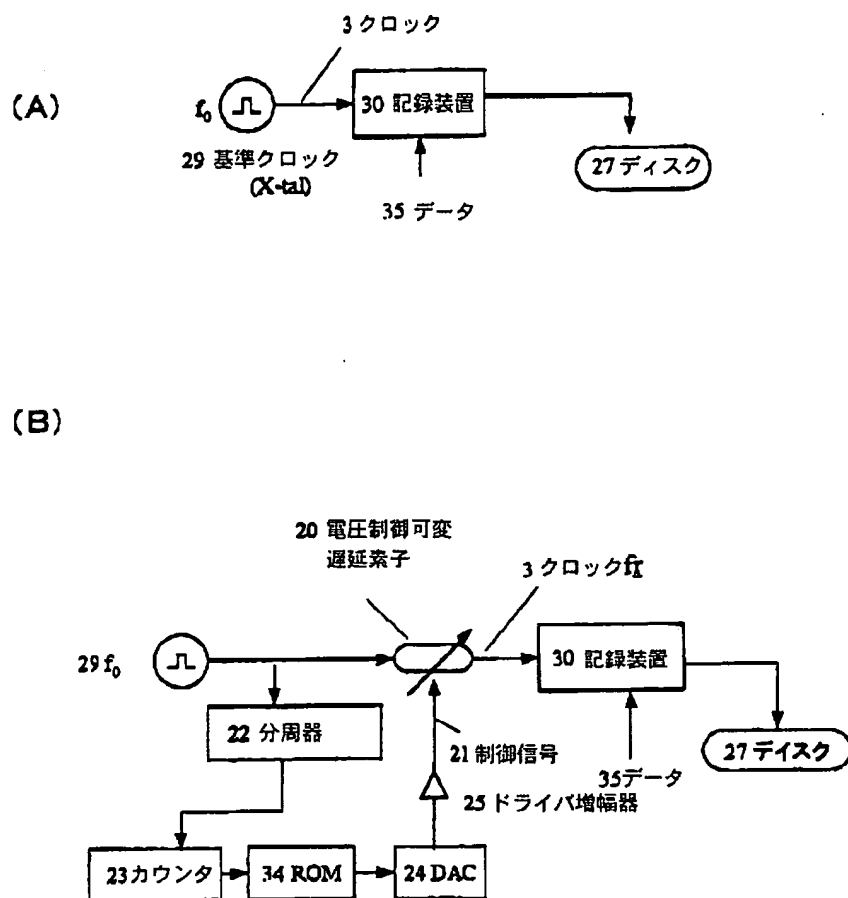 (A)
3 クロック
f₀
30 記録装置
29 基準クロック
(X-tal)
27 ディスク
35 データ
(B)
20 電圧制御可変
遅延素子
3 クロックfI
29 f₀
30 記録装置
22 分周器
21 制御信号
35データ
27 デイスク
25 ドライバ増幅器
23カウンタ
34 ROM
24 DAC